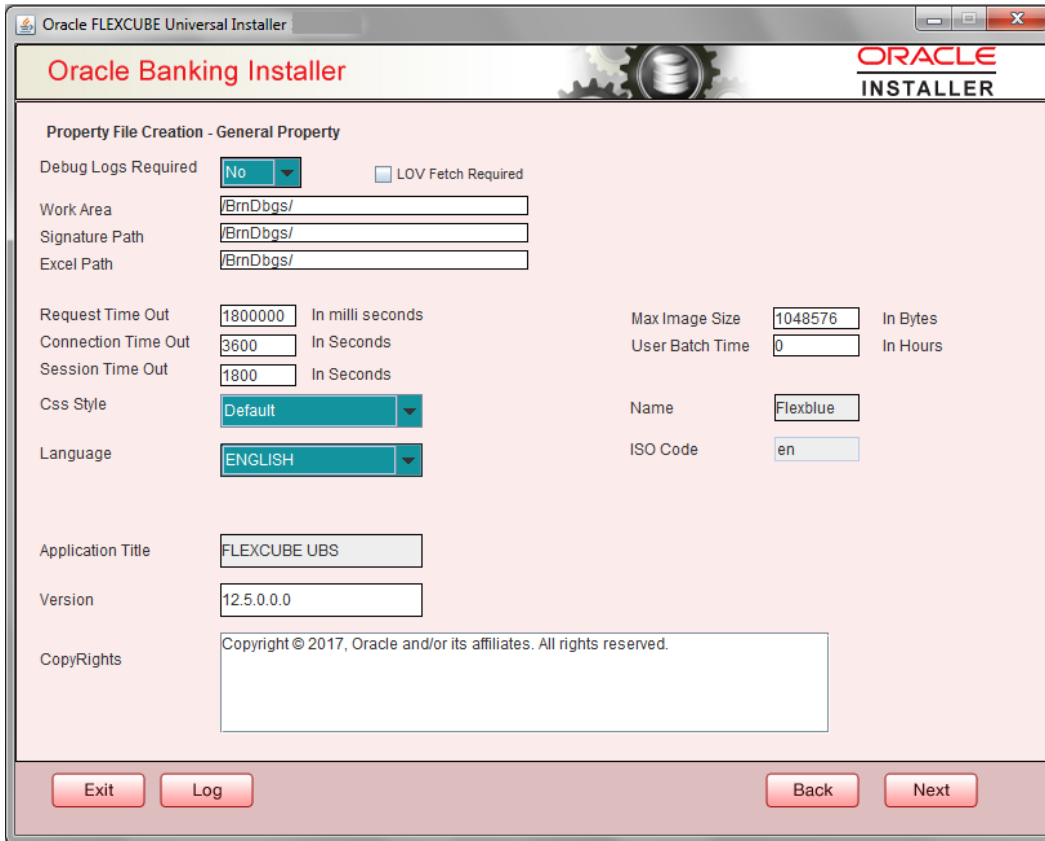 Oracle FLEXCUBE Universal Installer
Oracle Banking Installer
ORACLE
INSTALLER
Property File Creation - General Property
Debug Logs Required No LOV Fetch Required
Work Area /BrnDbgs/
Signature Path /BrnDbgs/
Excel Path /BrnDbgs/
Request Time Out 1800000 In milli seconds Max Image Size 1048576 In Bytes
Connection Time Out 3600 In Seconds User Batch Time 0 In Hours
Session Time Out 1800 In Seconds
Css Style Default Name Flexblue
Language ENGLISH ISO Code en
Application Title FLEXCUBE UBS
Version 12.5.0.0.0
CopyRights Copyright © 2017, Oracle and/or its affiliates. All rights reserved.
Exit Log Back Next